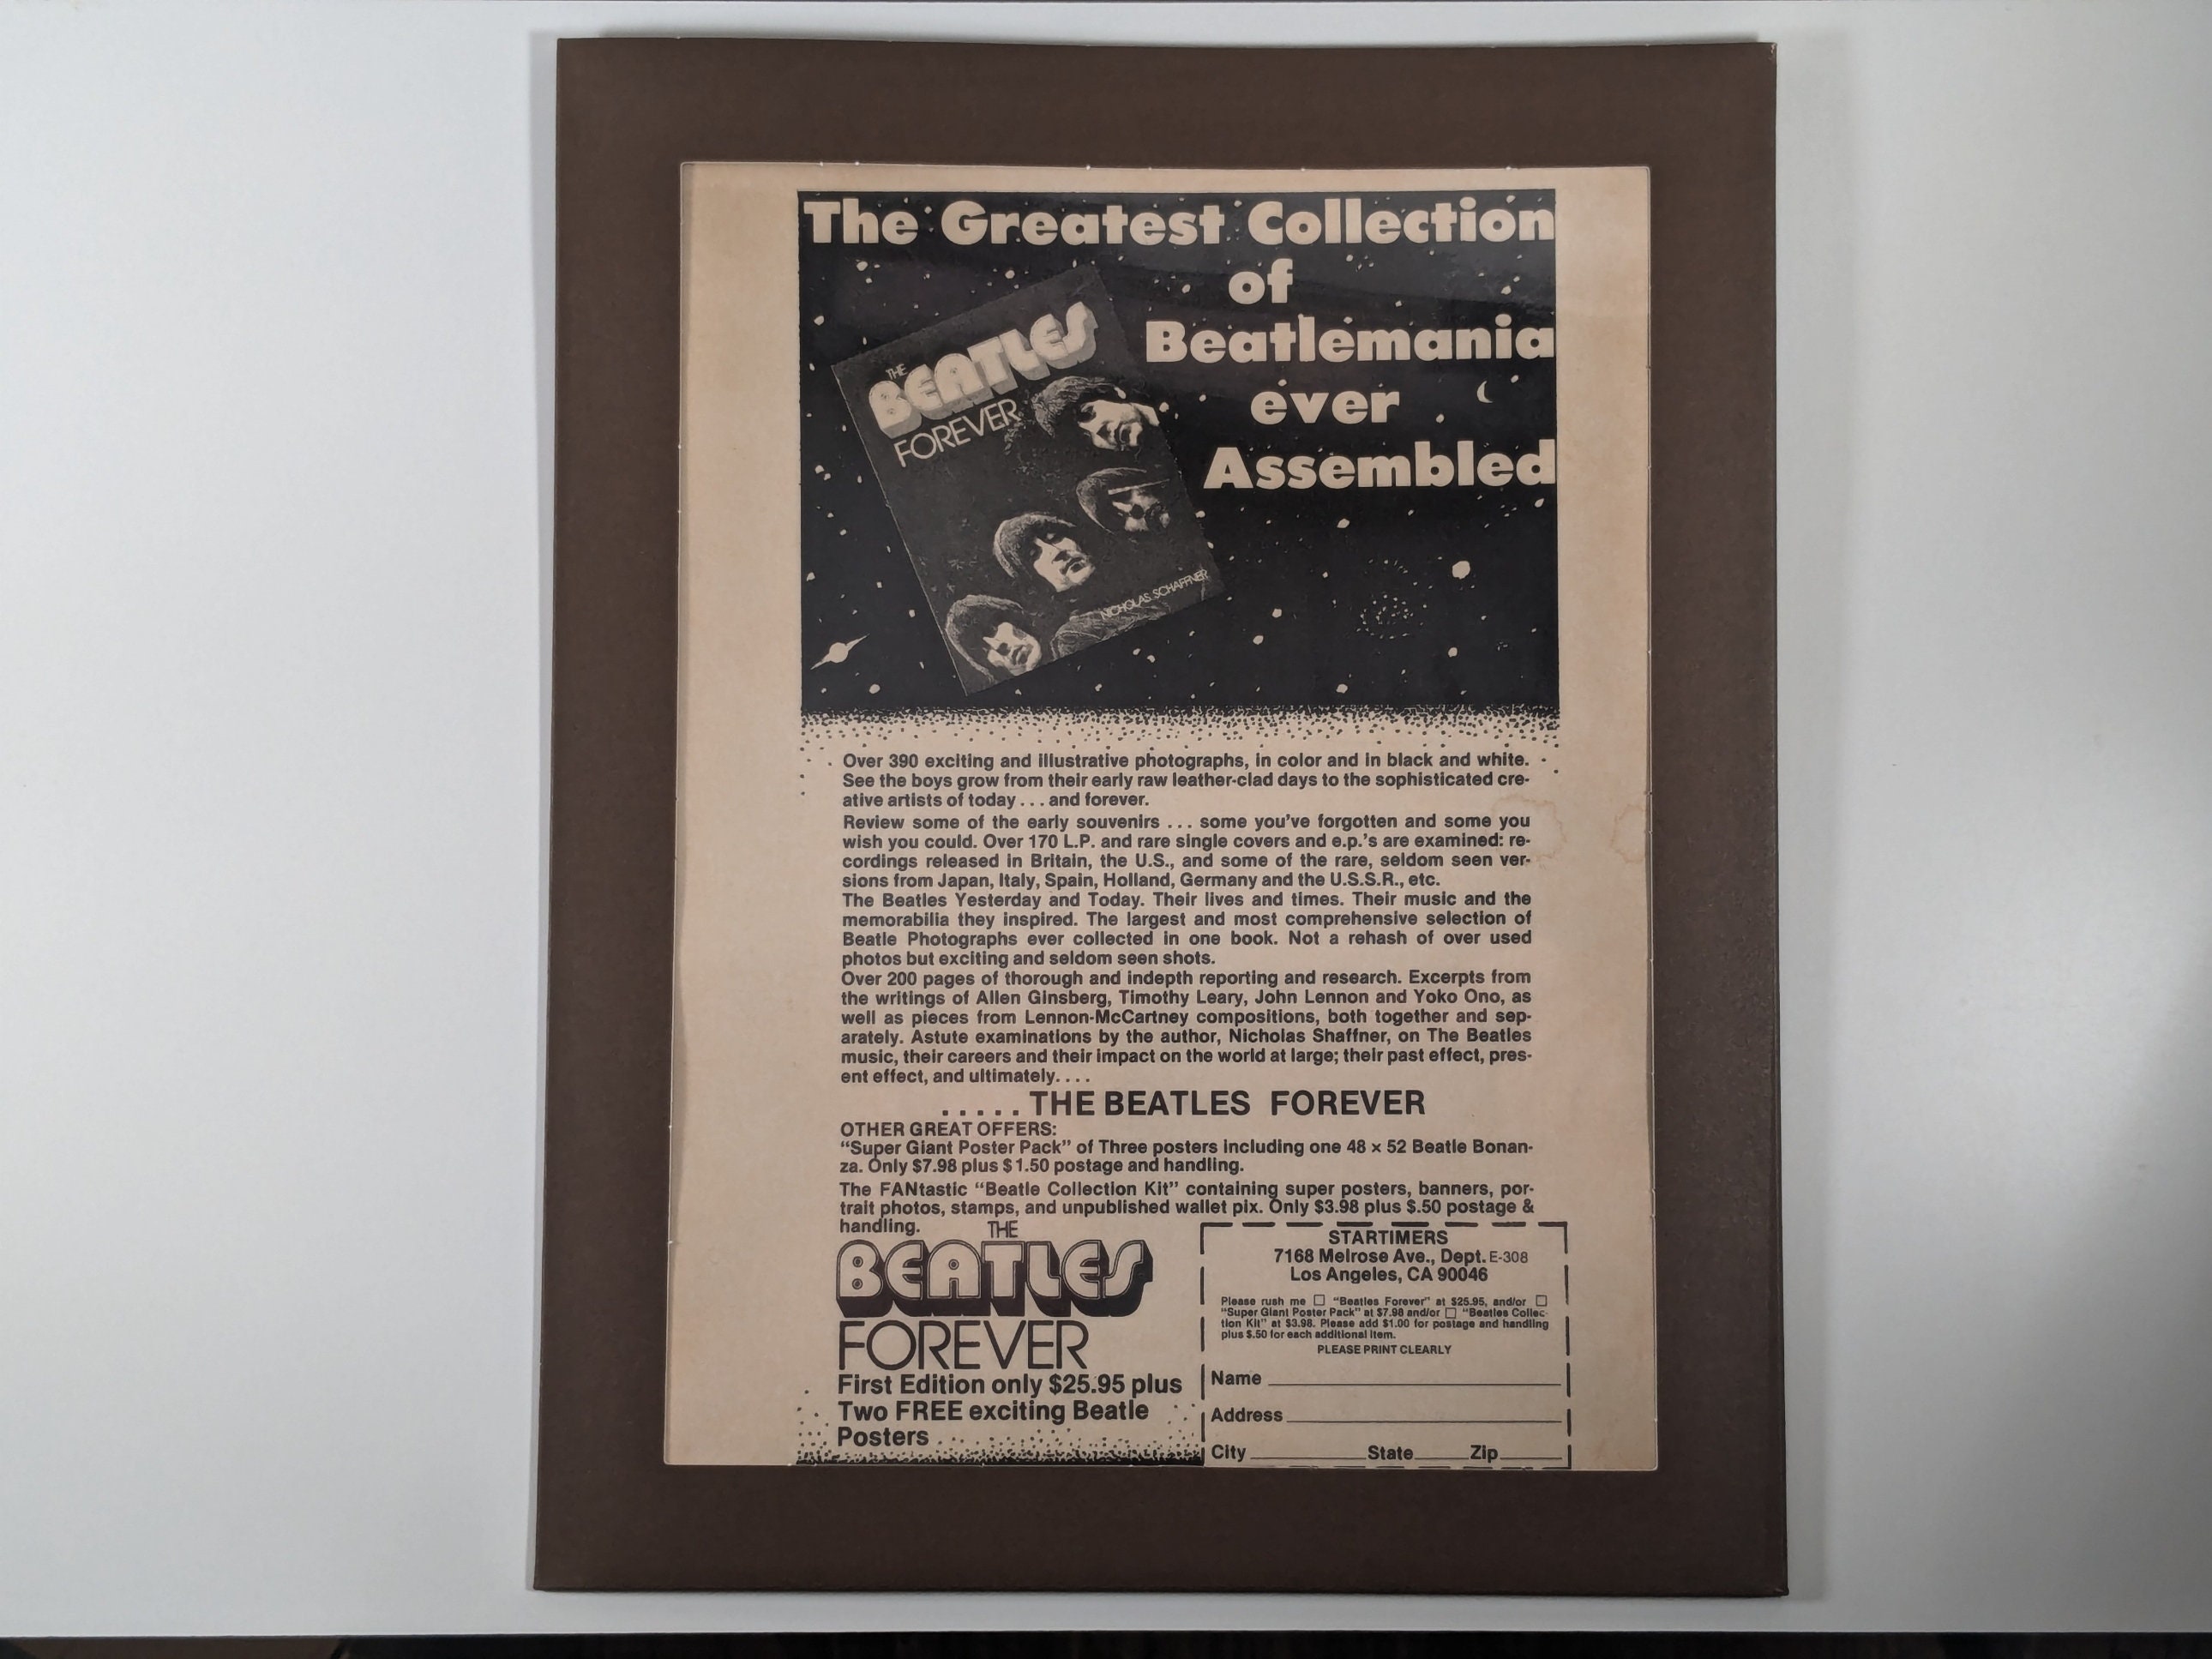 The Greatest Collection
of
Beatlemania
ever
Assembled
THE
BEATLES
FOREVER
NICHOLAS SCHAFFNER
Over 390 exciting and illustrative photographs, in color and in black and white.
See the boys grow from their early raw leather-clad days to the sophisticated cre-
ative artists of today . . . and forever.
Review some of the early souvenirs . . . some you've forgotten and some you
wish you could. Over 170 L.P. and rare single covers and e.p.'s are examined: re-
cordings released in Britain, the U.S., and some of the rare, seldom seen ver-
sions from Japan, Italy, Spain, Holland, Germany and the U.S.S.R., etc.
The Beatles Yesterday and Today. Their lives and times. Their music and the
memorabilia they inspired. The largest and most comprehensive selection of
Beatle Photographs ever collected in one book. Not a rehash of over used
photos but exciting and seldom seen shots.
Over 200 pages of thorough and indepth reporting and research. Excerpts from
the writings of Allen Ginsberg, Timothy Leary, John Lennon and Yoko Ono, as
well as pieces from Lennon-McCartney compositions, both together and sep-
arately. Astute examinations by the author, Nicholas Shaffner, on The Beatles
music, their careers and their impact on the world at large; their past effect, pres-
ent effect, and ultimately. . . .
. . . . . THE BEATLES FOREVER
OTHER GREAT OFFERS:
"Super Giant Poster Pack" of Three posters including one 48 x 52 Beatle Bonan-
za. Only $7.98 plus $1.50 postage and handling.
The FANtastic "Beatle Collection Kit" containing super posters, banners, por-
trait photos, stamps, and unpublished wallet pix. Only $3.98 plus $.50 postage &
handling.
THE
BEATLES
FOREVER
First Edition only $25.95 plus
Two FREE exciting Beatle
Posters
STARTIMERS
7168 Melrose Ave., Dept. E-308
Los Angeles, CA 90046
Please rush me ☐ "Beatles Forever" at $25.95, and/or ☐
"Super Giant Poster Pack" at $7.98 and/or ☐ "Beatles Collec-
tion Kit" at $3.98. Please add $1.00 for postage and handling
plus $.50 for each additional item.
PLEASE PRINT CLEARLY
Name
Address
City State Zip